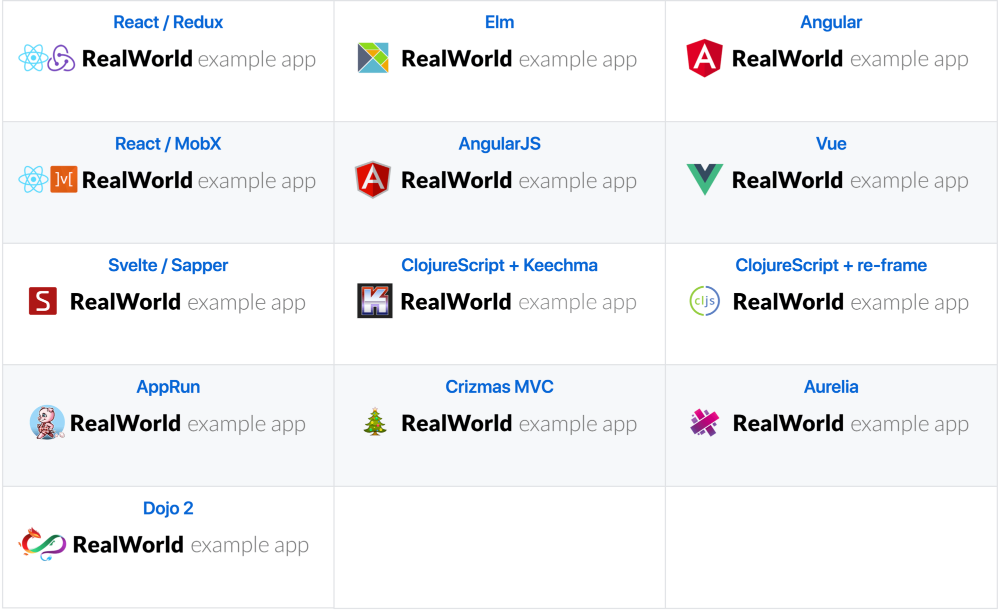 React / Redux
RealWorld example app
Elm
RealWorld example app
Angular
A
RealWorld example app
React / MobX
]v[
RealWorld example app
AngularJS
A
RealWorld example app
Vue
RealWorld example app
Svelte / Sapper
S
RealWorld example app
ClojureScript + Keechma
K
RealWorld example app
ClojureScript + re-frame
cljs
RealWorld example app
AppRun
RealWorld example app
Crizmas MVC
RealWorld example app
Aurelia
RealWorld example app
Dojo 2
RealWorld example app